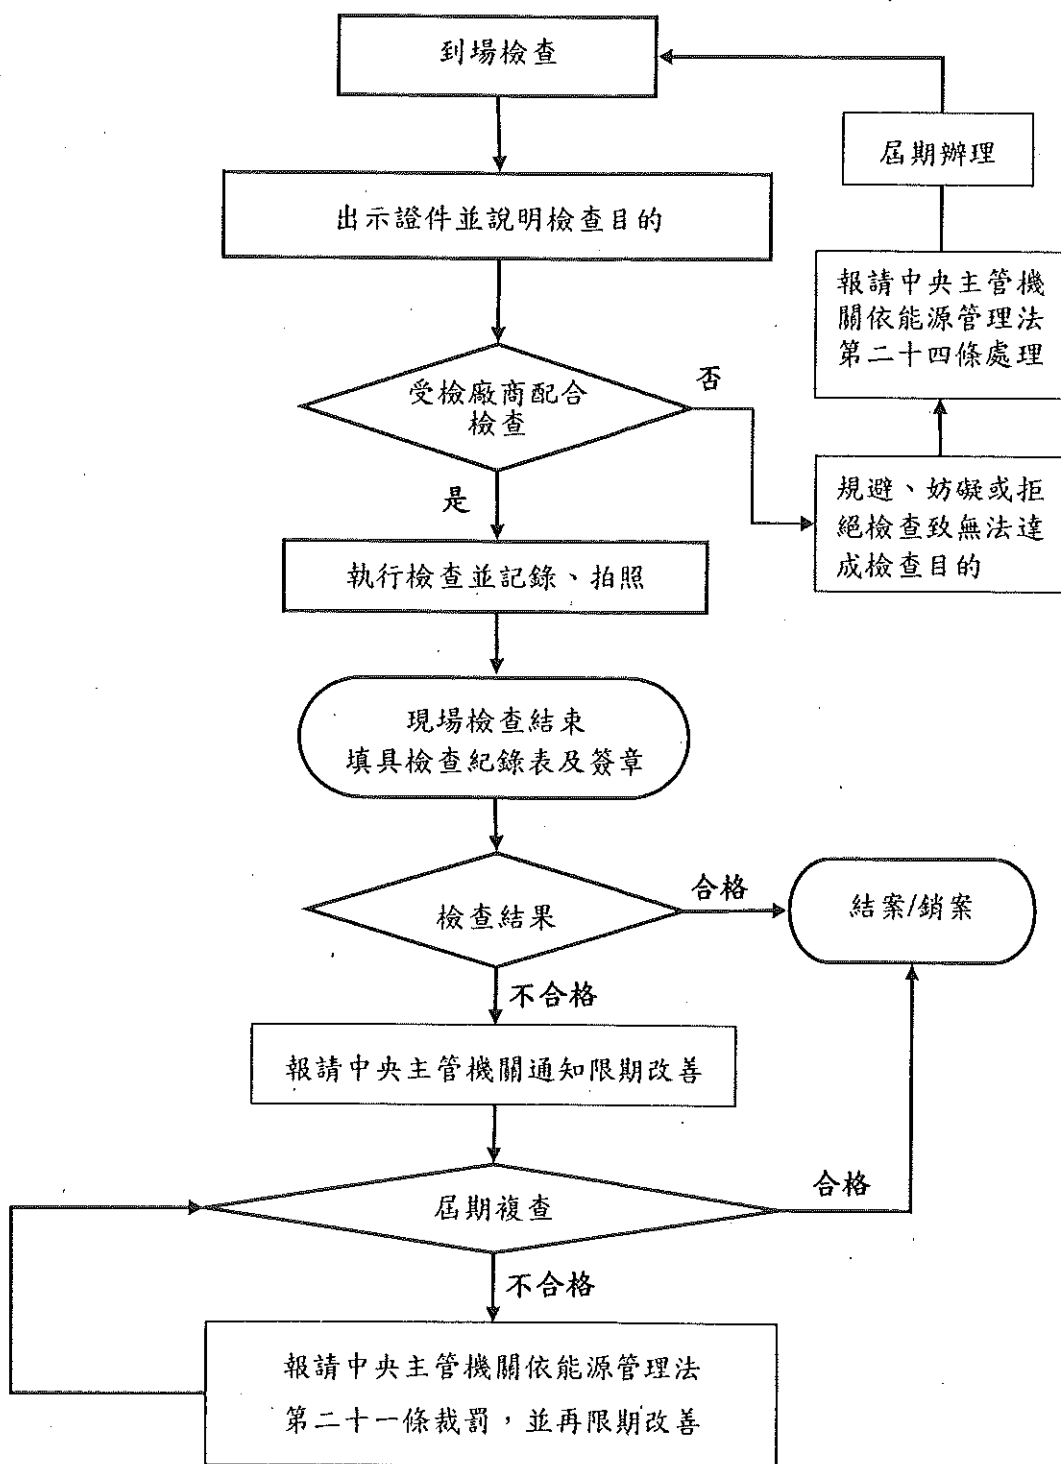 到場檢查
屆期辦理
出示證件並說明檢查目的
報請中央主管機
關依能源管理法
第二十四條處理
受檢廠商配合
檢查
否
是
規避、妨礙或拒
絕檢查致無法達
成檢查目的
執行檢查並記錄、拍照
現場檢查結束
填具檢查紀錄表及簽章
檢查結果
合格
結案/銷案
不合格
報請中央主管機關通知限期改善
屆期複查
合格
不合格
報請中央主管機關依能源管理法
第二十一條裁罰，並再限期改善